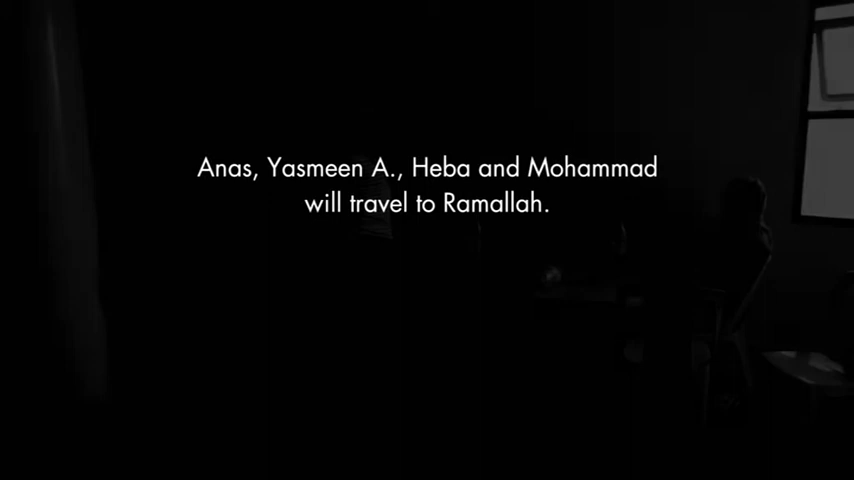 Anas, Yasmeen A., Heba and Mohammad
will travel to Ramallah.